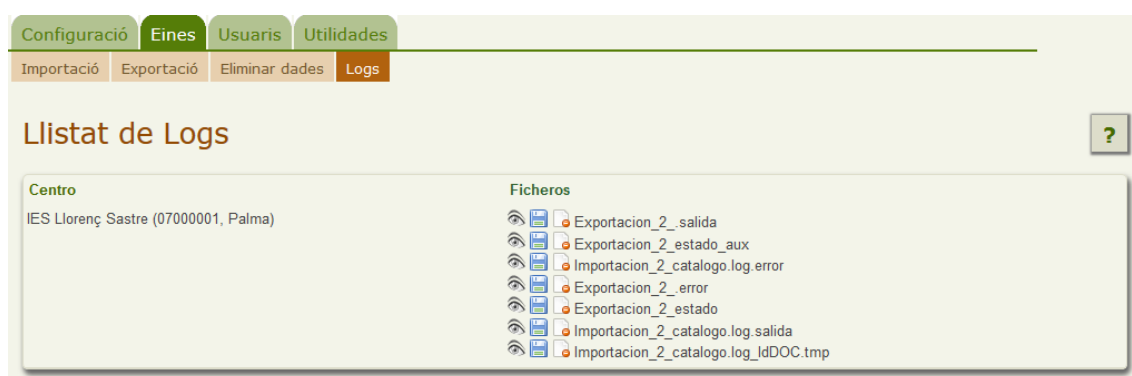 Configuració Eines Usuaris Utilidades
Importació Exportació Eliminar dades Logs
Llistat de Logs
?
Centro Ficheros
IES Llorenç Sastre (07000001, Palma) Exportacion_2_.salida
Exportacion_2_estado_aux
Importacion_2_catalogo.log.error
Exportacion_2_.error
Exportacion_2_estado
Importacion_2_catalogo.log.salida
Importacion_2_catalogo.log_IdDOC.tmp